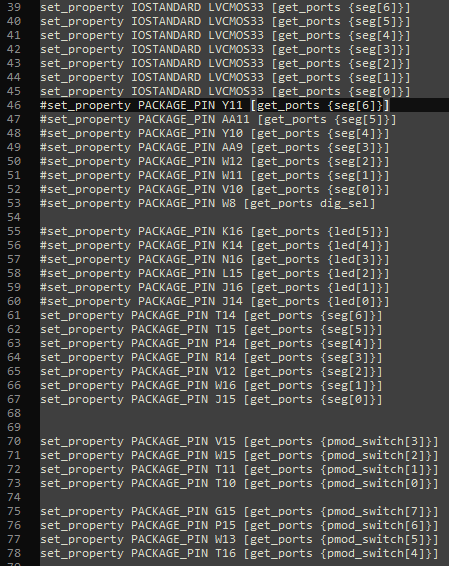 39 set_property IOSTANDARD LVCMOS33 [get_ports {seg[6]}]
40 set_property IOSTANDARD LVCMOS33 [get_ports {seg[5]}]
41 set_property IOSTANDARD LVCMOS33 [get_ports {seg[4]}]
42 set_property IOSTANDARD LVCMOS33 [get_ports {seg[3]}]
43 set_property IOSTANDARD LVCMOS33 [get_ports {seg[2]}]
44 set_property IOSTANDARD LVCMOS33 [get_ports {seg[1]}]
45 set_property IOSTANDARD LVCMOS33 [get_ports {seg[0]}]
46 #set_property PACKAGE_PIN Y11 [get_ports {seg[6]}]
47 #set_property PACKAGE_PIN AA11 [get_ports {seg[5]}]
48 #set_property PACKAGE_PIN Y10 [get_ports {seg[4]}]
49 #set_property PACKAGE_PIN AA9 [get_ports {seg[3]}]
50 #set_property PACKAGE_PIN W12 [get_ports {seg[2]}]
51 #set_property PACKAGE_PIN W11 [get_ports {seg[1]}]
52 #set_property PACKAGE_PIN V10 [get_ports {seg[0]}]
53 #set_property PACKAGE_PIN W8 [get_ports dig_sel]
54
55 #set_property PACKAGE_PIN K16 [get_ports {led[5]}]
56 #set_property PACKAGE_PIN K14 [get_ports {led[4]}]
57 #set_property PACKAGE_PIN N16 [get_ports {led[3]}]
58 #set_property PACKAGE_PIN L15 [get_ports {led[2]}]
59 #set_property PACKAGE_PIN J16 [get_ports {led[1]}]
60 #set_property PACKAGE_PIN J14 [get_ports {led[0]}]
61 set_property PACKAGE_PIN T14 [get_ports {seg[6]}]
62 set_property PACKAGE_PIN T15 [get_ports {seg[5]}]
63 set_property PACKAGE_PIN P14 [get_ports {seg[4]}]
64 set_property PACKAGE_PIN R14 [get_ports {seg[3]}]
65 set_property PACKAGE_PIN V12 [get_ports {seg[2]}]
66 set_property PACKAGE_PIN W16 [get_ports {seg[1]}]
67 set_property PACKAGE_PIN J15 [get_ports {seg[0]}]
68
69
70 set_property PACKAGE_PIN V15 [get_ports {pmod_switch[3]}]
71 set_property PACKAGE_PIN W15 [get_ports {pmod_switch[2]}]
72 set_property PACKAGE_PIN T11 [get_ports {pmod_switch[1]}]
73 set_property PACKAGE_PIN T10 [get_ports {pmod_switch[0]}]
74
75 set_property PACKAGE_PIN G15 [get_ports {pmod_switch[7]}]
76 set_property PACKAGE_PIN P15 [get_ports {pmod_switch[6]}]
77 set_property PACKAGE_PIN W13 [get_ports {pmod_switch[5]}]
78 set_property PACKAGE_PIN T16 [get_ports {pmod_switch[4]}]